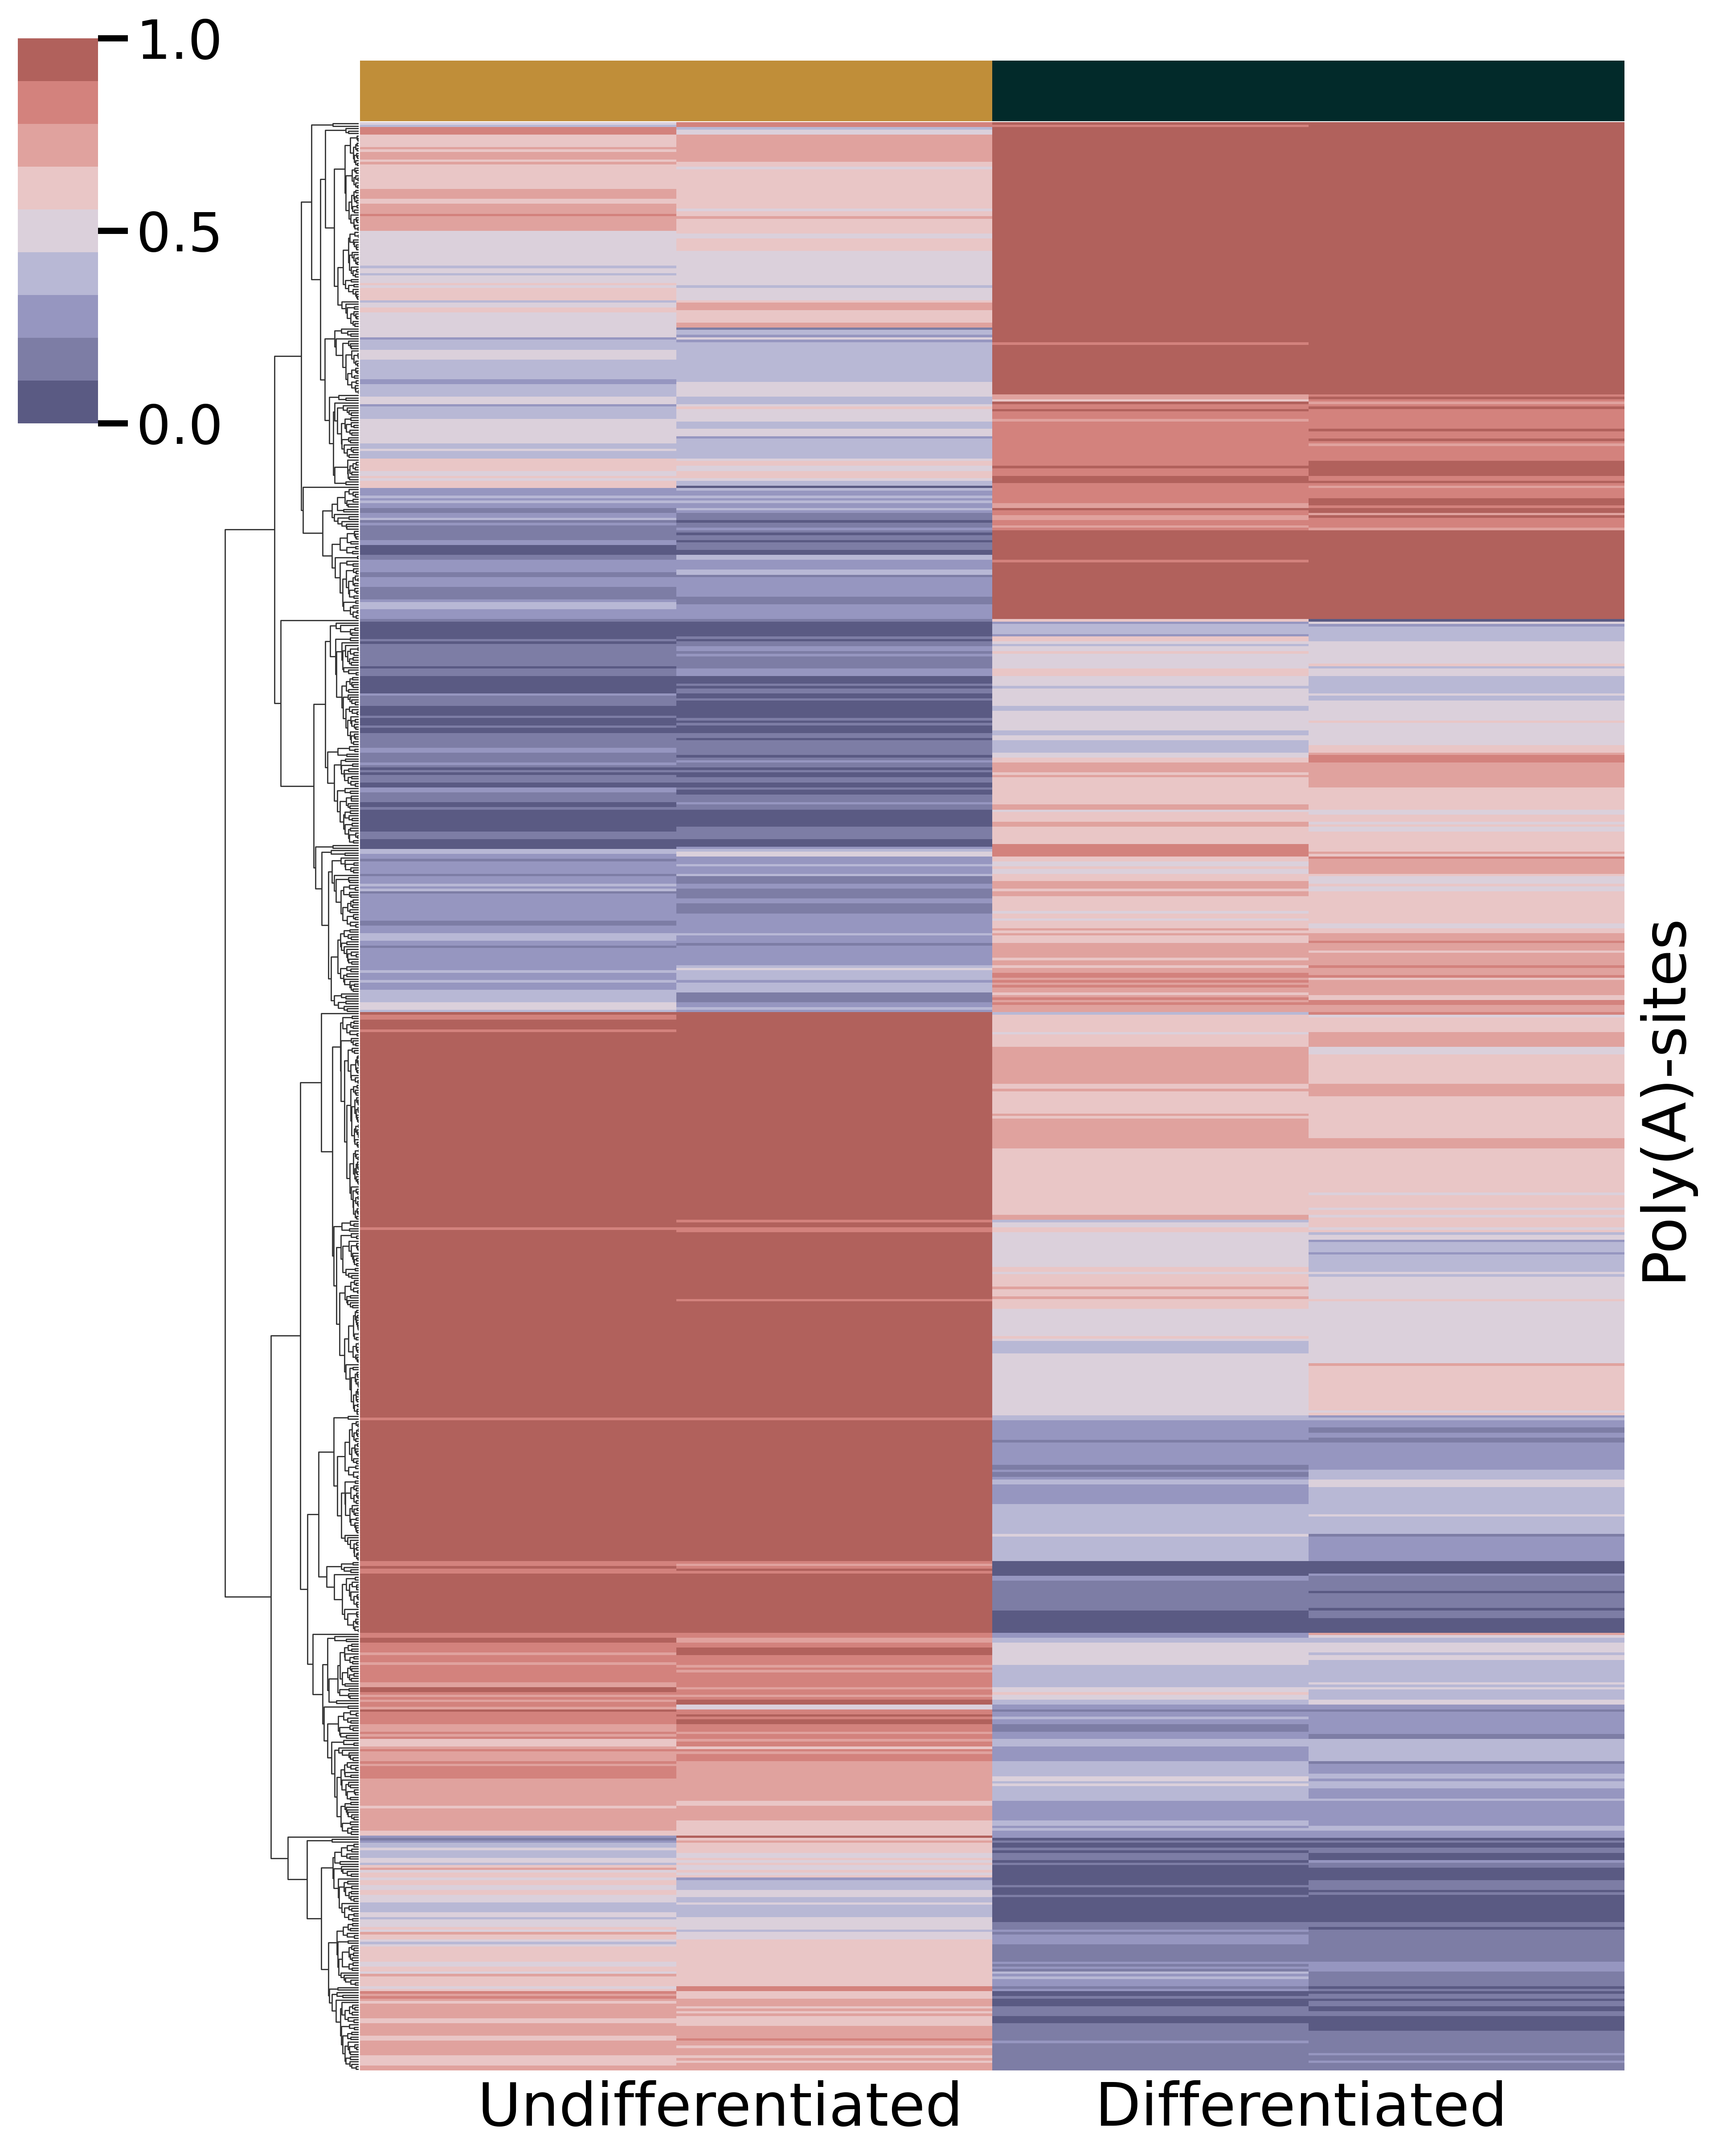 1.0
0.5
0.0
Poly(A)-sites
Undifferentiated
Differentiated